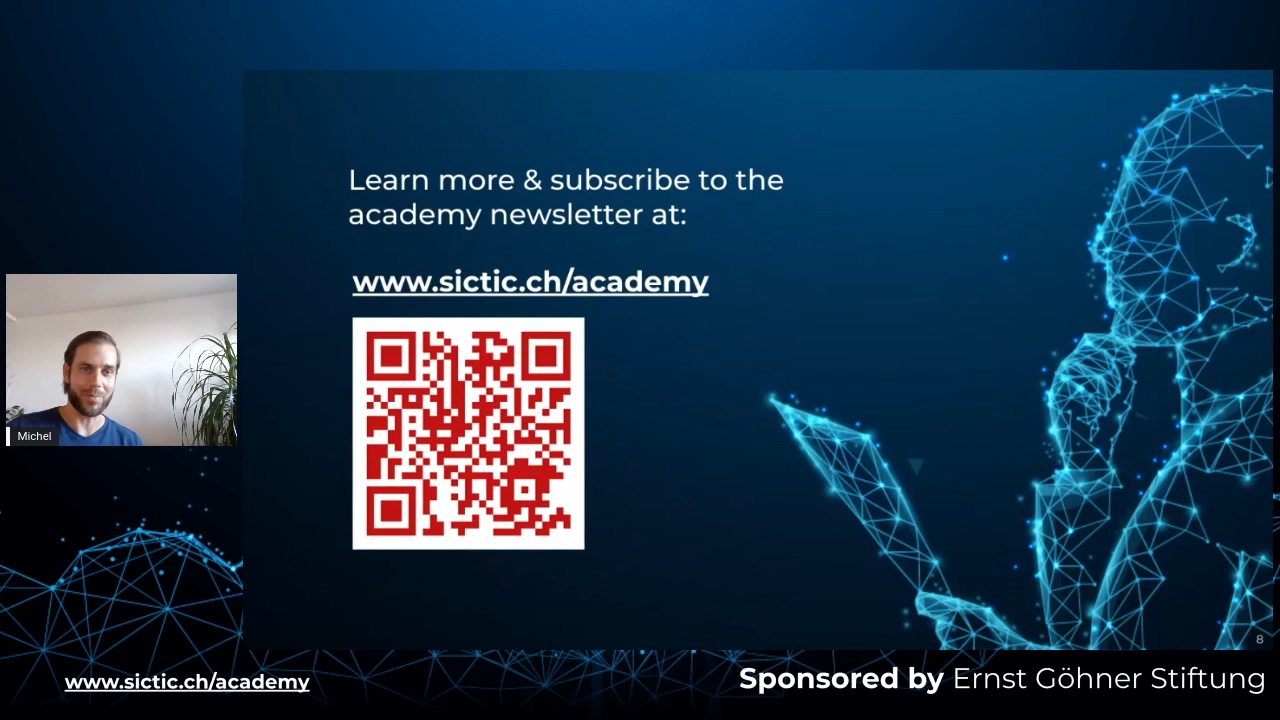 Learn more & subscribe to the
academy newsletter at:
www.sictic.ch/academy
Michel
8
www.sictic.ch/academy
Sponsored by Ernst Göhner Stiftung